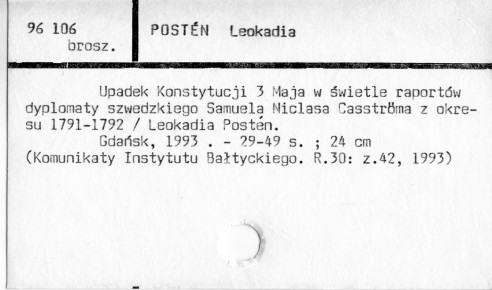 96 106 POSTÉN Leokadia
brosz.
Upadek Konstytucji 3 Maja w świetle raportów
dyplomaty szwedzkiego Samuela Niclasa Casströma z okre-
su 1791-1792 / Leokadia Postén.
Gdańsk, 1993 . - 29-49 s. ; 24 cm
(Komunikaty Instytutu Bałtyckiego. R.30: z.42, 1993)